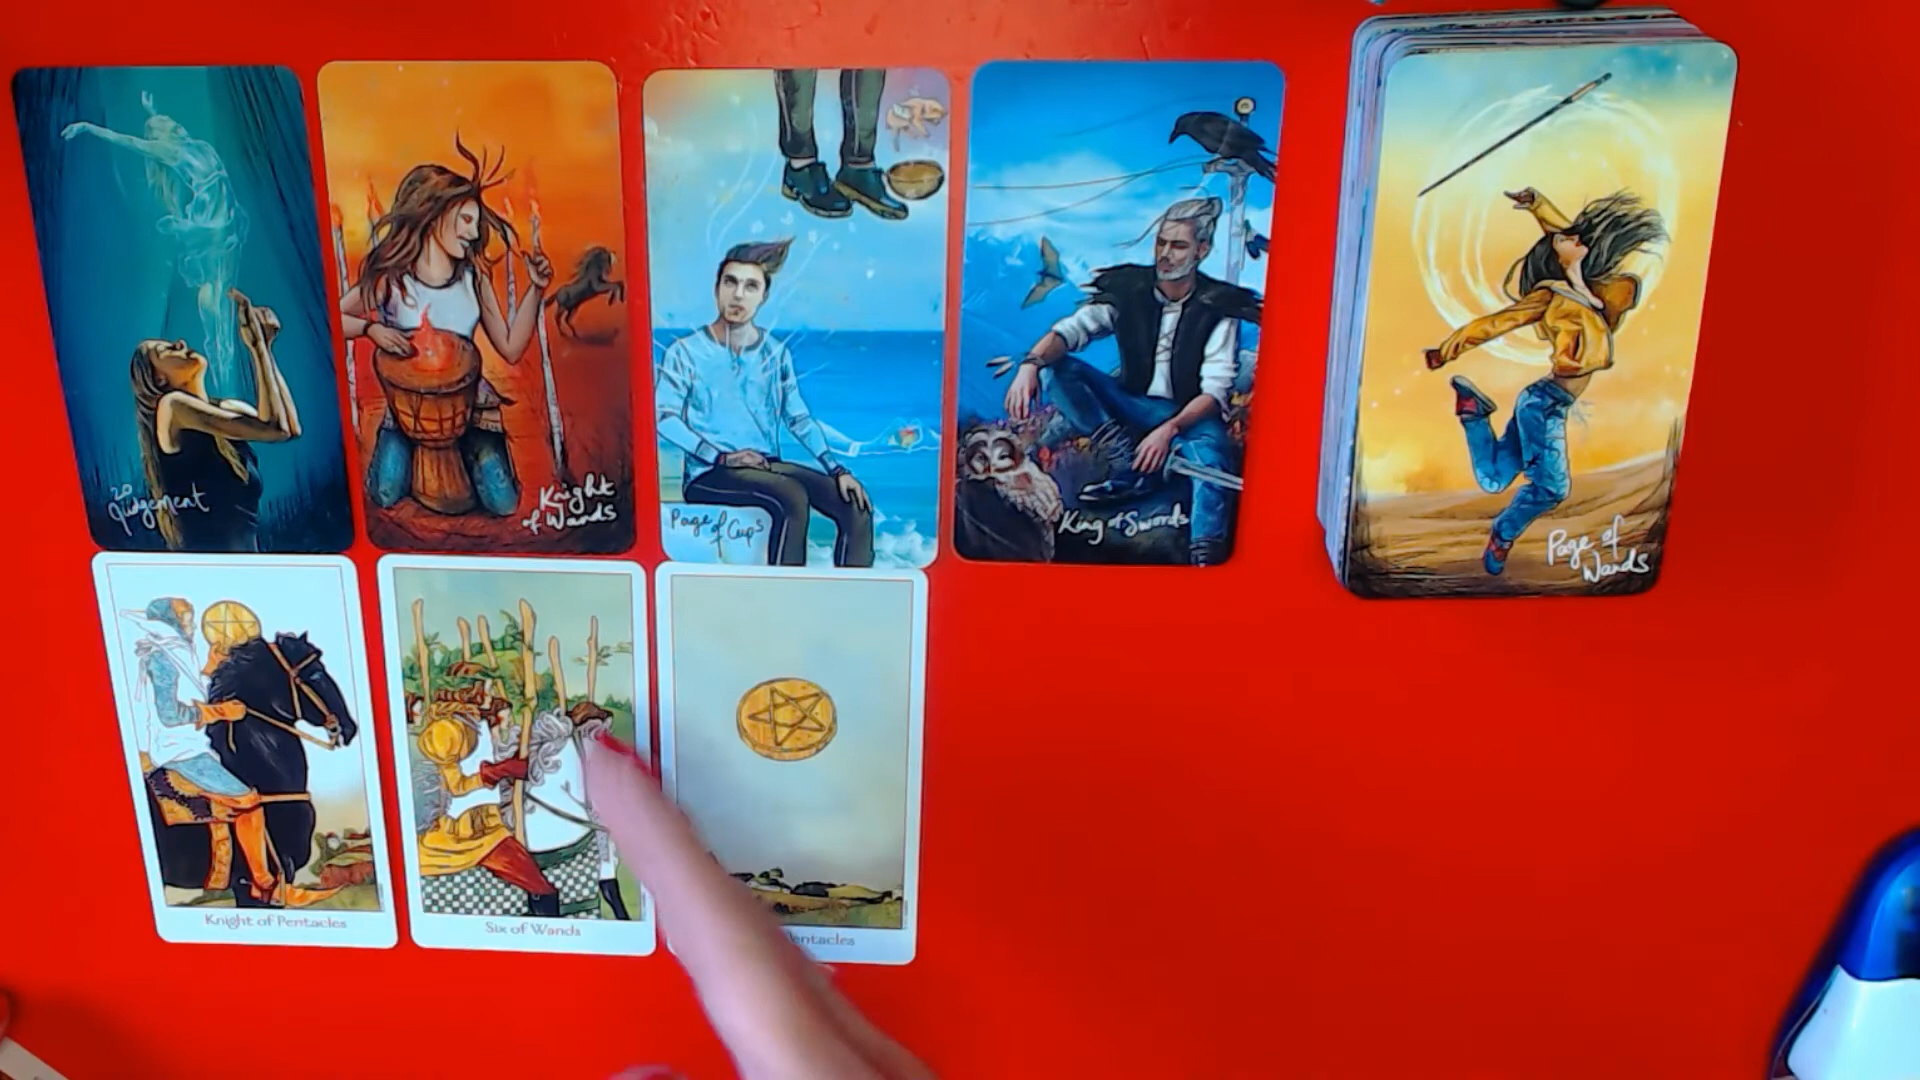 20
Judgement
Knight
of Wands
Page of
Cups
King of Swords
Page of
Wands
Knight of Pentacles
Six of Wands
Pentacles